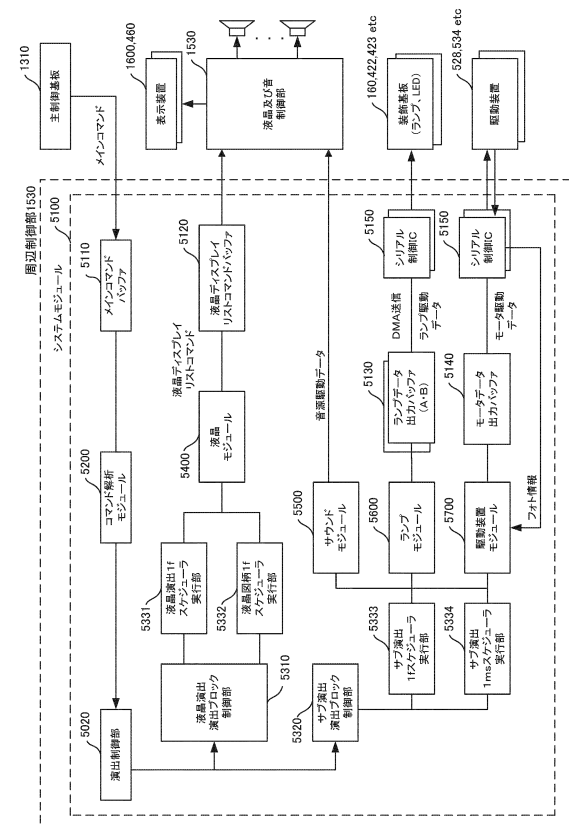 周辺制御部1530
システムモジュール
5100
5020
演出制御部
5200
コマンド解析
モジュール
5110
メインコマンド
バッファ
メインコマンド
1310
主制御基板
5310
液晶演出
演出ブロック
制御部
5331
液晶演出1f
スケジューラ
実行部
5332
液晶図柄1f
スケジューラ
実行部
5400
液晶
モジュール
液晶ディスプレイ
リストコマンド
5120
液晶ディスプレイ
リストコマンドバッファ
1600,460
表示装置
1530
液晶及び音
制御部
5320
サブ演出
演出ブロック
制御部
5500
サウンド
モジュール
音源駆動データ
5333
サブ演出
1fスケジューラ
実行部
5600
ランプ
モジュール
5130
ランプデータ
出力バッファ
(A・B)
DMA送信
ランプ駆動
データ
5150
シリアル
制御IC
160,422,423 etc
装飾基板
(ランプ、LED)
5334
サブ演出
1msスケジューラ
実行部
5700
駆動装置
モジュール
5140
モータデータ
出力バッファ
モータ駆動
データ
5150
シリアル
制御IC
528,534 etc
駆動装置
フォト情報